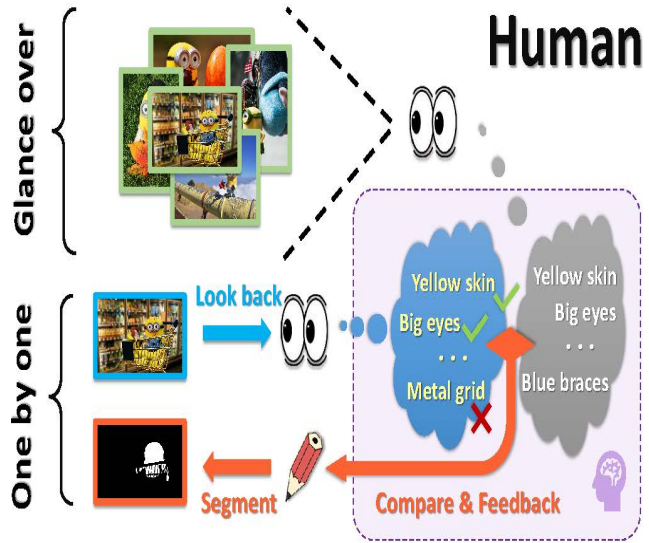 Human
Glance over
Yellow skin
Big eyes
...
Blue braces
One by one
Look back
Yellow skin
Big eyes
...
Metal grid
Segment
Compare & Feedback